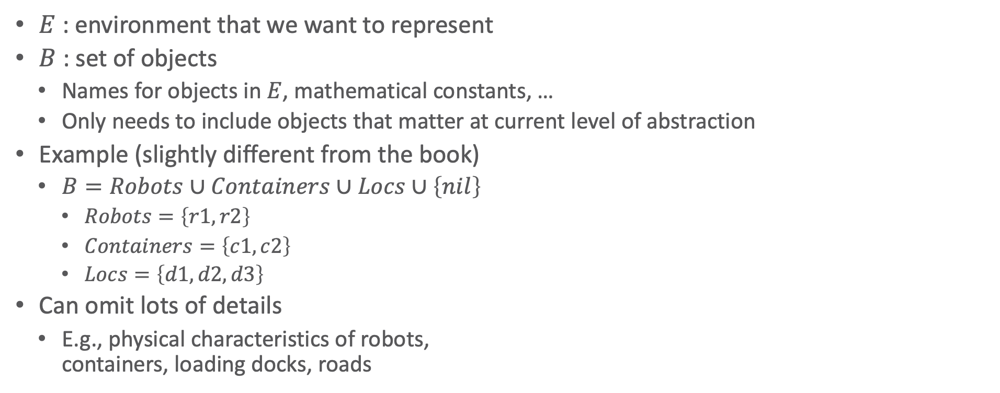 • E : environment that we want to represent
• B : set of objects
• Names for objects in E, mathematical constants, …
• Only needs to include objects that matter at current level of abstraction
• Example (slightly different from the book)
• B = Robots ∪ Containers ∪ Locs ∪ {nil}
• Robots = {r1, r2}
• Containers = {c1, c2}
• Locs = {d1, d2, d3}
• Can omit lots of details
• E.g., physical characteristics of robots,
containers, loading docks, roads